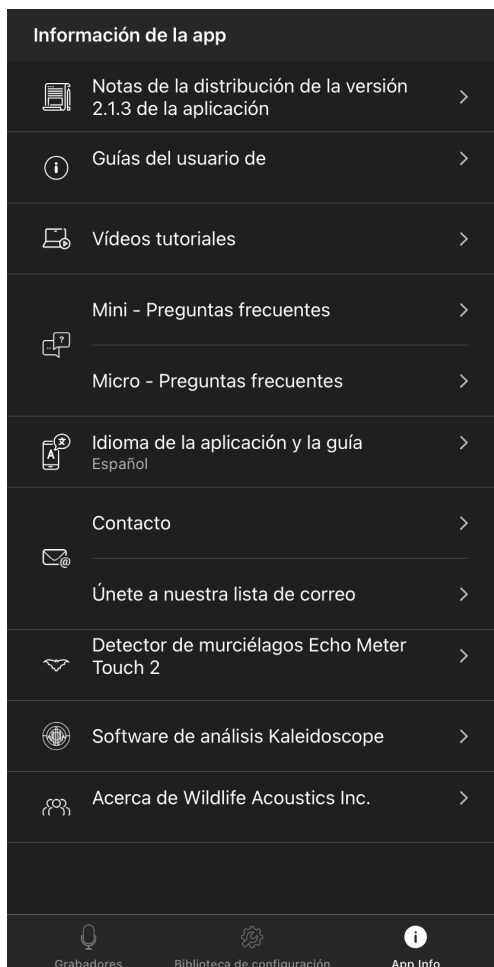 Información de la app
Notas de la distribución de la versión
2.1.3 de la aplicación
Guías del usuario de
Vídeos tutoriales
Mini - Preguntas frecuentes
Micro - Preguntas frecuentes
Idioma de la aplicación y la guía
Español
Contacto
Únete a nuestra lista de correo
Detector de murciélagos Echo Meter
Touch 2
Software de análisis Kaleidoscope
Acerca de Wildlife Acoustics Inc.
Grabadores
Biblioteca de configuración
App Info